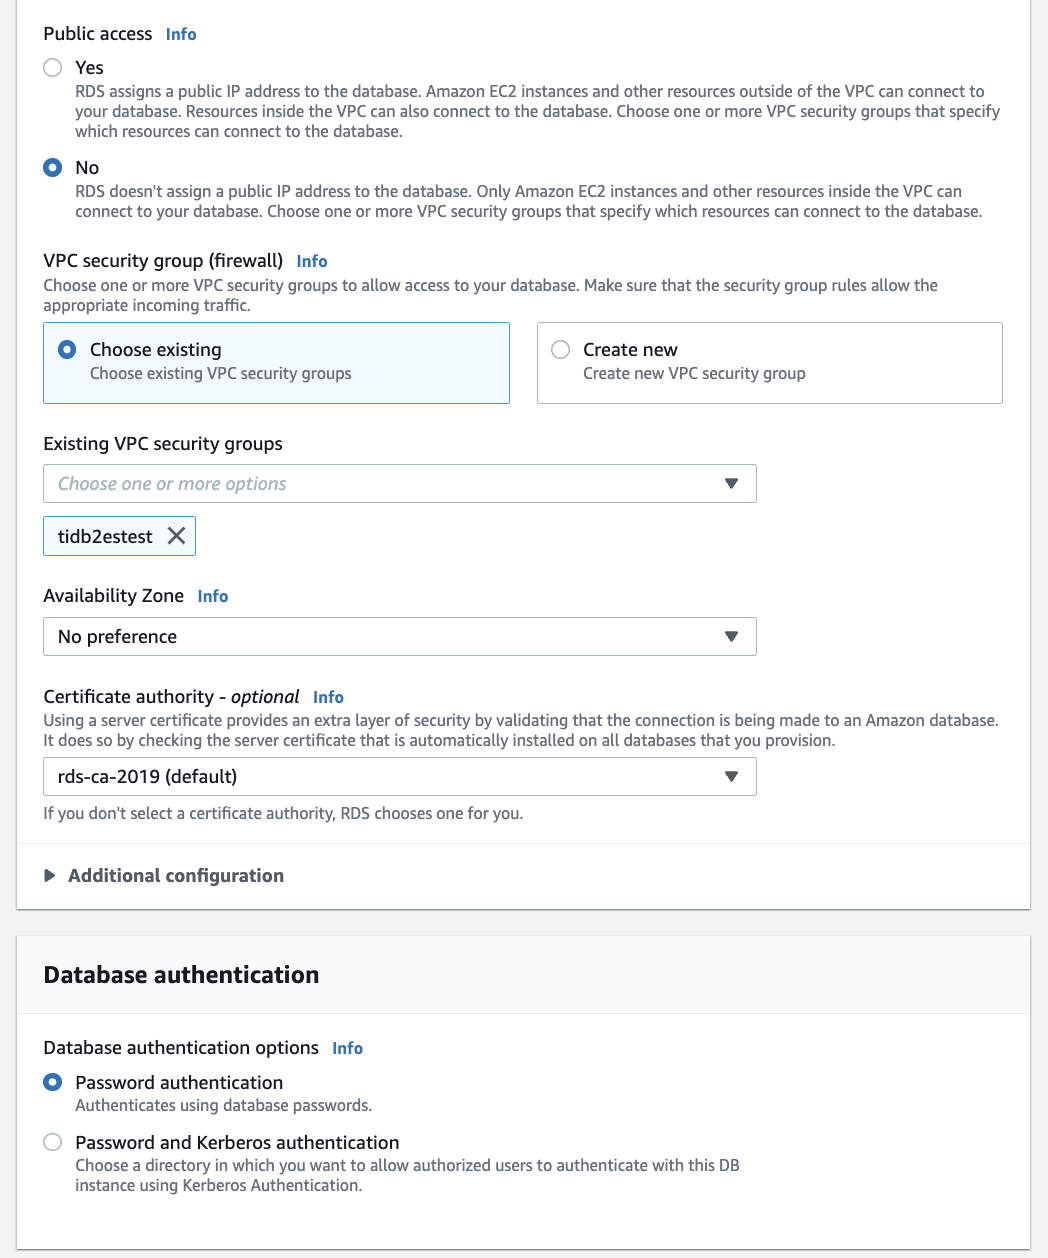 Public access Info
Yes
RDS assigns a public IP address to the database. Amazon EC2 instances and other resources outside of the VPC can connect to
your database. Resources inside the VPC can also connect to the database. Choose one or more VPC security groups that specify
which resources can connect to the database.
No
RDS doesn't assign a public IP address to the database. Only Amazon EC2 instances and other resources inside the VPC can
connect to your database. Choose one or more VPC security groups that specify which resources can connect to the database.
VPC security group (firewall) Info
Choose one or more VPC security groups to allow access to your database. Make sure that the security group rules allow the
appropriate incoming traffic.
Choose existing
Choose existing VPC security groups
Create new
Create new VPC security group
Existing VPC security groups
Choose one or more options
tidb2estest
Availability Zone Info
No preference
Certificate authority - optional Info
Using a server certificate provides an extra layer of security by validating that the connection is being made to an Amazon database.
It does so by checking the server certificate that is automatically installed on all databases that you provision.
rds-ca-2019 (default)
If you don't select a certificate authority, RDS chooses one for you.
Additional configuration
Database authentication
Database authentication options Info
Password authentication
Authenticates using database passwords.
Password and Kerberos authentication
Choose a directory in which you want to allow authorized users to authenticate with this DB
instance using Kerberos Authentication.